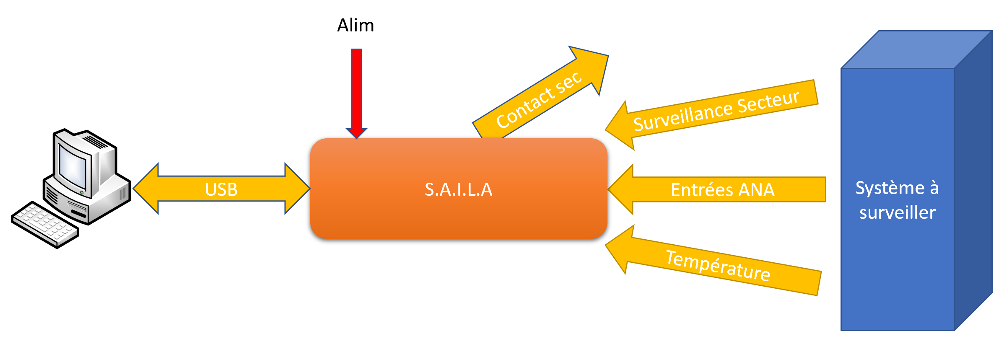 Alim
Contact sec
Surveillance Secteur
USB
S.A.I.L.A
Entrées ANA
Système à
surveiller
Température